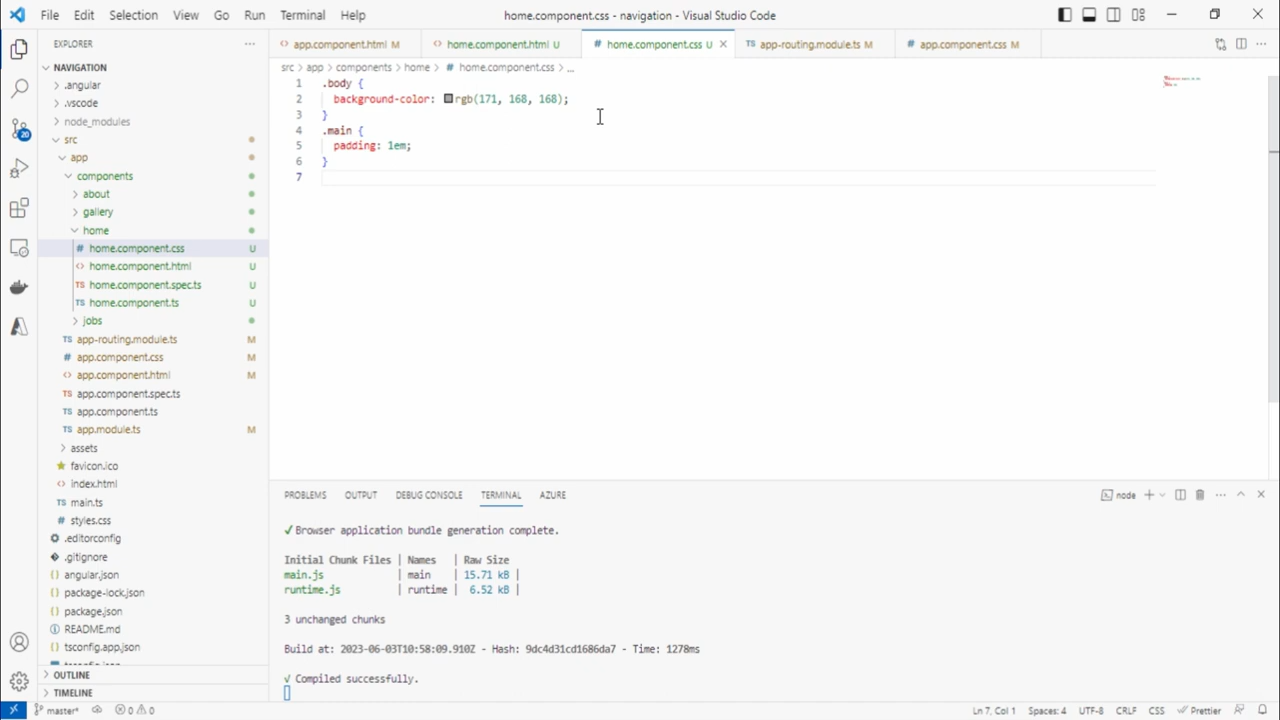 File Edit Selection View Go Run Terminal Help
home.component.css - navigation - Visual Studio Code
EXPLORER
NAVIGATION
.angular
.vscode
node_modules
src
app
components
about
gallery
home
home.component.css U
home.component.html U
home.component.spec.ts U
home.component.ts U
jobs
app-routing.module.ts M
app.component.css M
app.component.html M
app.component.spec.ts
app.component.ts
app.module.ts M
assets
favicon.ico
index.html
main.ts
styles.css
.editorconfig
.gitignore
angular.json
package-lock.json
package.json
README.md
tsconfig.app.json
OUTLINE
TIMELINE
20
app.component.html M home.component.html U home.component.css U app-routing.module.ts M app.component.css M
src > app > components > home > # home.component.css > ...
1 .body {
2 background-color: rgb(171, 168, 168);
3 }
4 .main {
5 padding: 1em;
6 }
7
PROBLEMS OUTPUT DEBUG CONSOLE TERMINAL AZURE
node
✓ Browser application bundle generation complete.
Initial Chunk Files | Names | Raw Size
main.js | main | 15.71 kB |
runtime.js | runtime | 6.52 kB |
3 unchanged chunks
Build at: 2023-06-03T10:58:09.910Z - Hash: 9dc4d31cd1686da7 - Time: 1278ms
√ Compiled successfully.
master* 0 0 Ln 7, Col 1 Spaces: 4 UTF-8 CRLF CSS Prettier